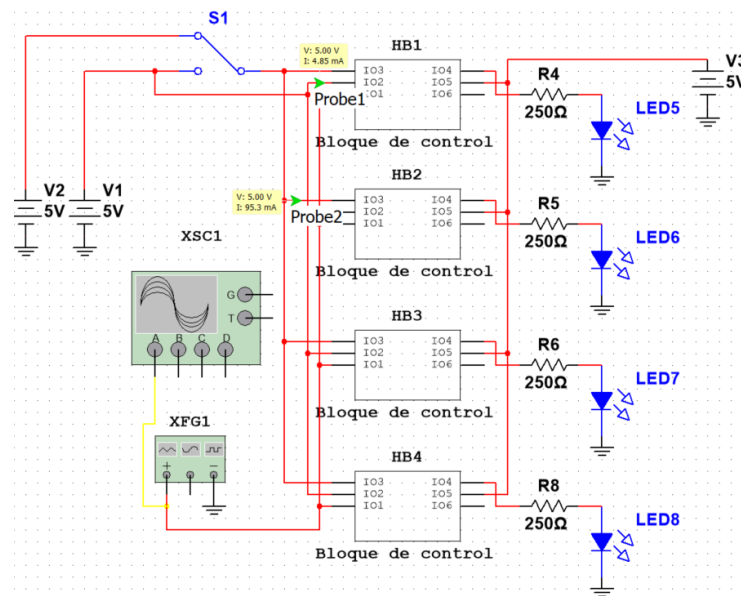 S1
V: 5.00 V
I: 4.85 mA
Probe1
HB1
IO3 IO4
IO2 IO5
IO1 IO6
Bloque de control
R4
250Ω
LED5
V3
5V
V2
5V
V1
5V
V: 5.00 V
I: 95.3 mA
Probe2
HB2
IO3 IO4
IO2 IO5
IO1 IO6
Bloque de control
R5
250Ω
LED6
XSC1
G
T
A B C D
HB3
IO3 IO4
IO2 IO5
IO1 IO6
Bloque de control
R6
250Ω
LED7
XFG1
+ −
HB4
IO3 IO4
IO2 IO5
IO1 IO6
Bloque de control
R8
250Ω
LED8